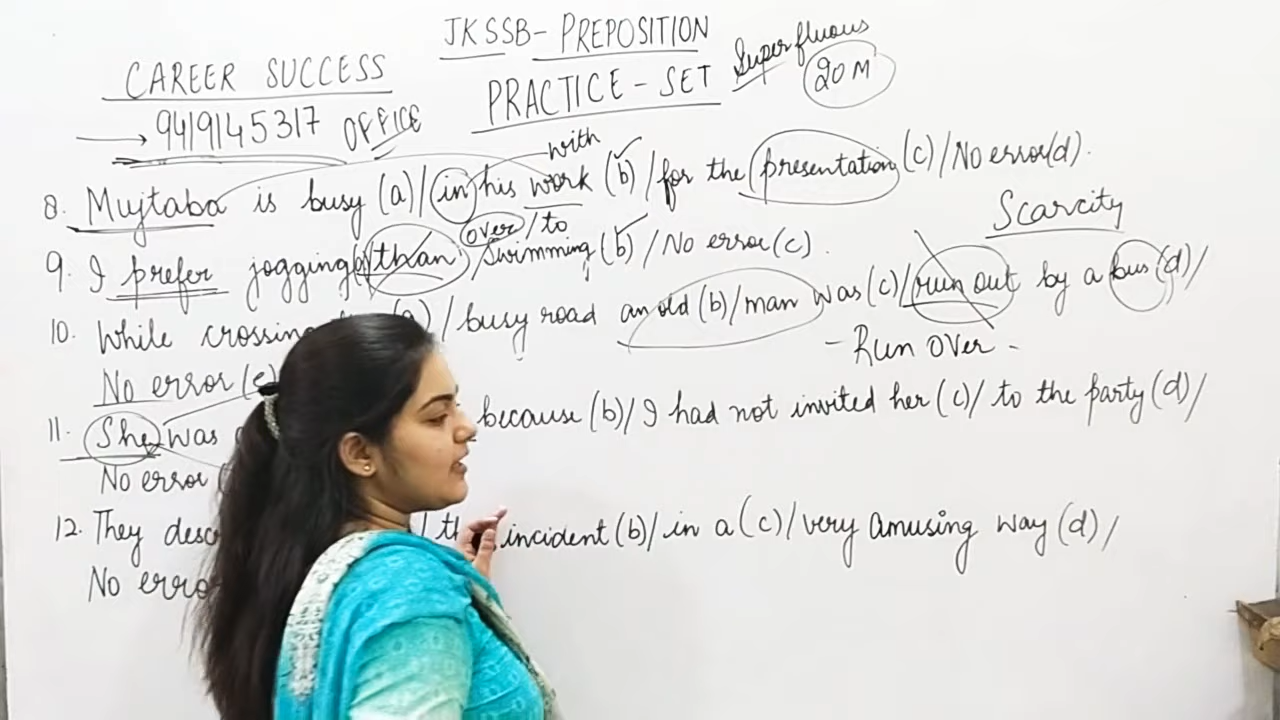 JKSSB- PREPOSITION
CAREER SUCCESS
PRACTICE - SET
Superfluous
20 M
9419145317 OFFICE
with
8. Mujtaba is busy (a)/ in his work (b)/for the presentation (c)/No error(d).
over/to
Scarcity
9. I prefer jogging(a) than /Swimming (b)/No error(c).
10. While crossing (a)/busy road an old (b)/man was (c)/run out by a bus (d)/
- Run Over -
No error (e)
11. She was because (b)/ I had not invited her (c)/ to the party (d)/
No error
12. They incident (b)/ in a (c)/very amusing way (d)/
No